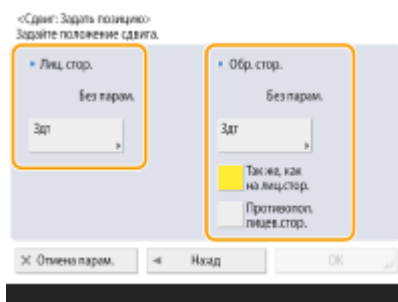 <Сдвиг: Задать позицию>
Задайте положение сдвига.
Лиц. стор.
Без парам.
Здт
Обр. стор.
Без парам.
Здт
Так же, как
на лиц.стор.
Противопол.
лицев.стор.
Отмена парам.
Назад
OK